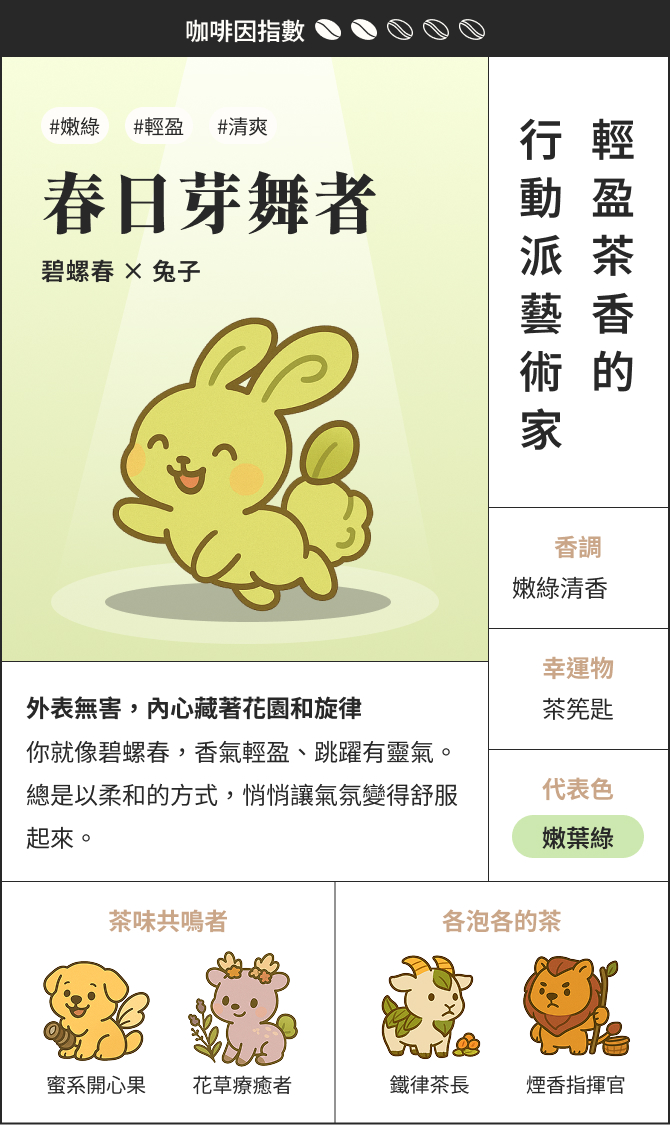 咖啡因指數
#嫩綠 #輕盈 #清爽
春日芽舞者
碧螺春 × 兔子
輕盈茶香的
行動派藝術家
香調
嫩綠清香
幸運物
茶筅匙
代表色
嫩葉綠
外表無害，內心藏著花園和旋律
你就像碧螺春，香氣輕盈、跳躍有靈氣。
總是以柔和的方式，悄悄讓氣氛變得舒服
起來。
茶味共鳴者
蜜系開心果 花草療癒者
各泡各的茶
鐵律茶長 煙香指揮官